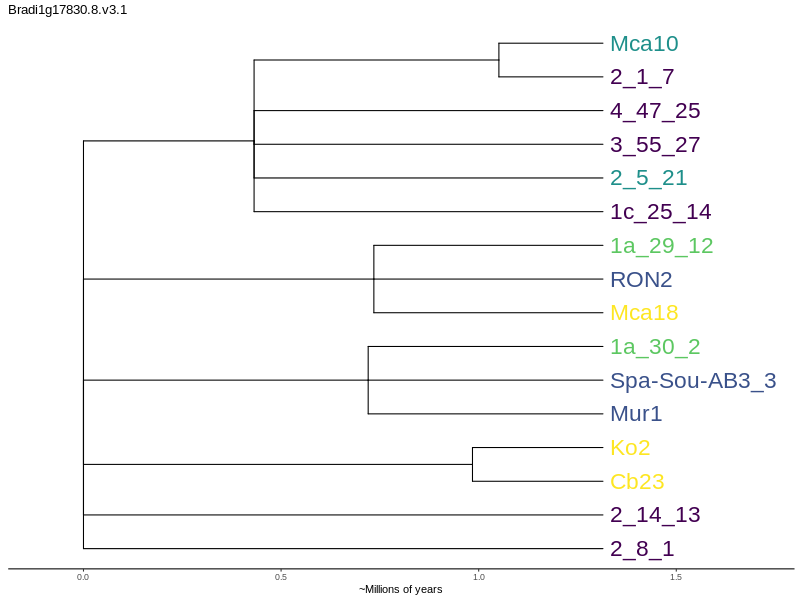 Bradi1g17830.8.v3.1
Mca10
2_1_7
4_47_25
3_55_27
2_5_21
1c_25_14
1a_29_12
RON2
Mca18
1a_30_2
Spa-Sou-AB3_3
Mur1
Ko2
Cb23
2_14_13
2_8_1
0.0 0.5 1.0 1.5
~Millions of years